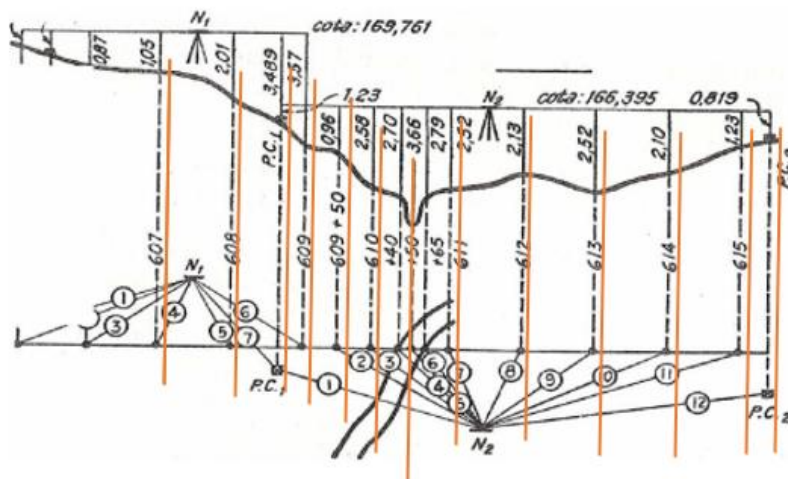 N₁ cota: 169,761
0,87 1,05 2,01 3,489 3,57
1,23 N₂ cota: 166,395 0,819
P.C.1 0,96 2,58 2,70 3,66 2,79 2,52 2,13 2,52 2,10 1,23 P.C.2
607 608 609 609 + 50 610 +40 +50 +65 611 612 613 614 615
N₁
1 3 4 5 7 6
2 3 4 5 6 7 8 9 10 11
P.C.1 1 12 P.C.2
N₂